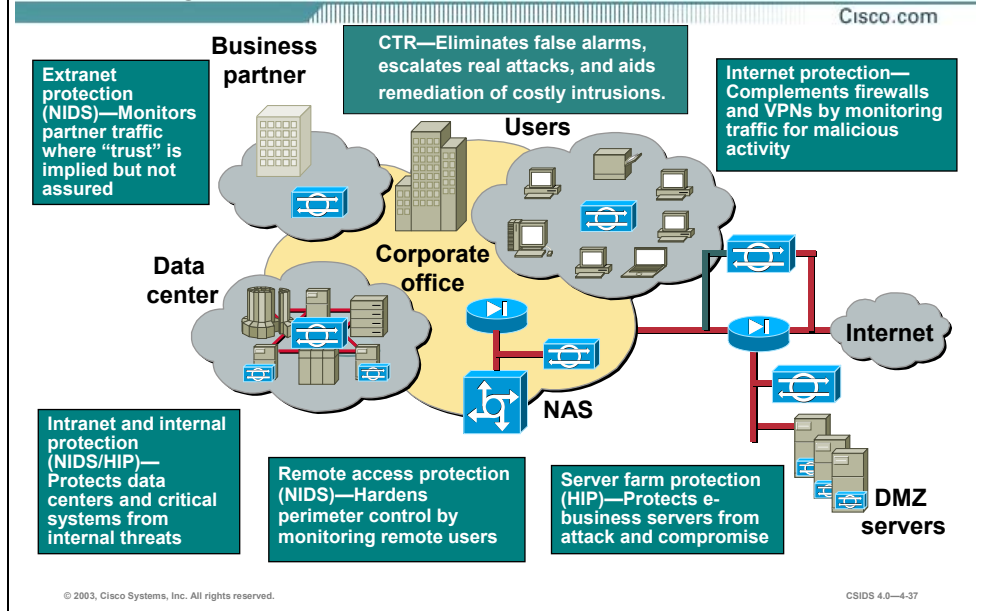 Cisco.com
Business
partner
CTR—Eliminates false alarms,
escalates real attacks, and aids
remediation of costly intrusions.
Extranet
protection
(NIDS)—Monitors
partner traffic
where “trust” is
implied but not
assured
Internet protection—
Complements firewalls
and VPNs by monitoring
traffic for malicious
activity
Users
Corporate
office
Data
center
Internet
NAS
Intranet and internal
protection
(NIDS/HIP)—
Protects data
centers and critical
systems from
internal threats
Remote access protection
(NIDS)—Hardens
perimeter control by
monitoring remote users
Server farm protection
(HIP)—Protects e-
business servers from
attack and compromise
DMZ
servers
© 2003, Cisco Systems, Inc. All rights reserved.
CSIDS 4.0—4-37